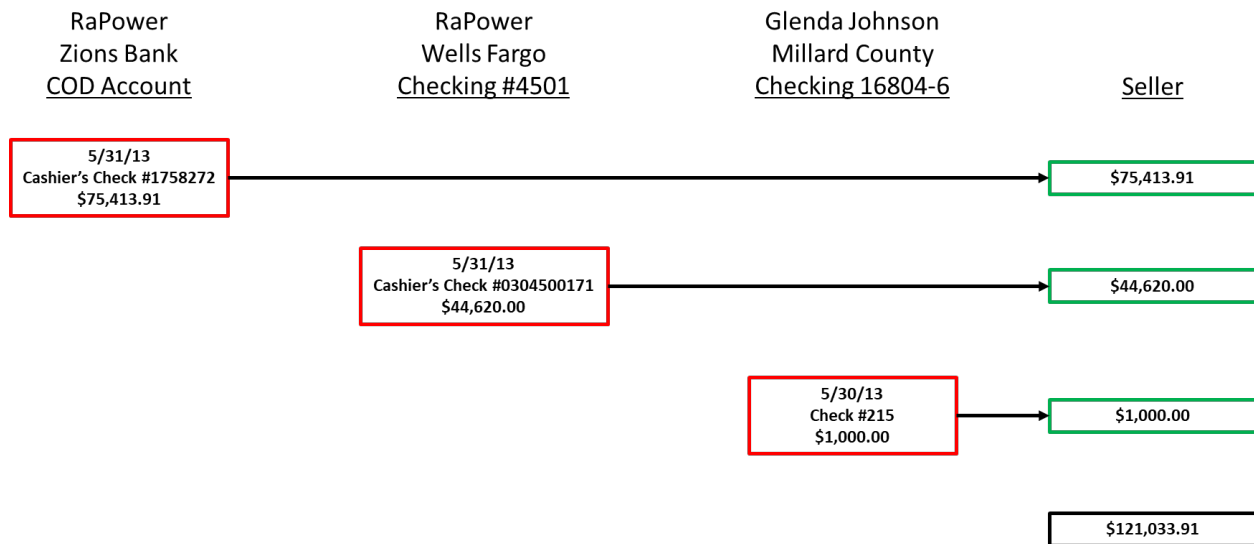 RaPower
Zions Bank
COD Account
RaPower
Wells Fargo
Checking #4501
Glenda Johnson
Millard County
Checking 16804-6
Seller
5/31/13
Cashier's Check #1758272
$75,413.91
$75,413.91
5/31/13
Cashier's Check #0304500171
$44,620.00
$44,620.00
5/30/13
Check #215
$1,000.00
$1,000.00
$121,033.91